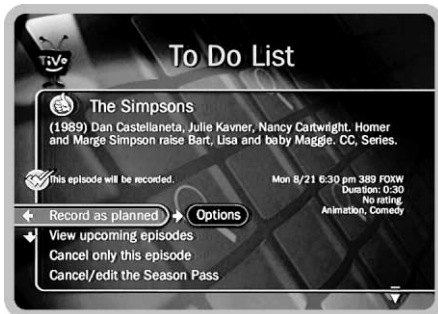 TiVo
To Do List
The Simpsons
(1989) Dan Castellaneta, Julie Kavner, Nancy Cartwright. Homer
and Marge Simpson raise Bart, Lisa and baby Maggie. CC, Series.
This episode will be recorded.
Mon 8/21 6:30 pm 389 FOXW
Duration: 0:30
No rating.
Animation, Comedy
Record as planned
Options
View upcoming episodes
Cancel only this episode
Cancel/edit the Season Pass